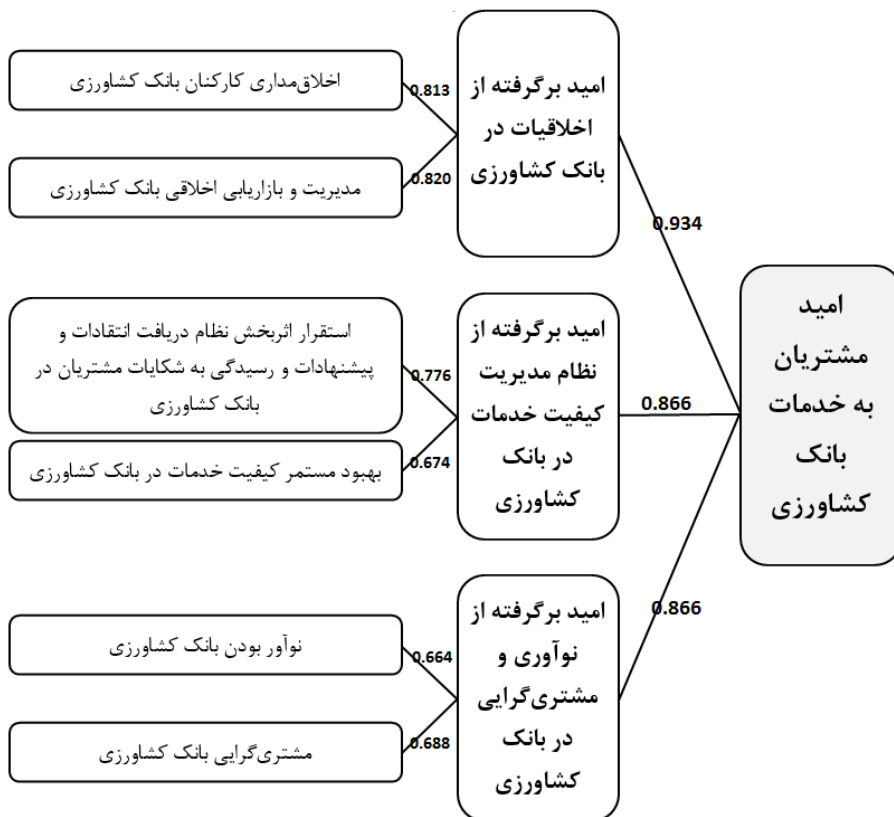 امید
مشتریان
به خدمات
بانک
کشاورزی
0.934
0.866
0.866
امید برگرفته از
اخلاقیات در
بانک کشاورزی
0.813
0.820
اخلاق‌مداری کارکنان بانک کشاورزی
مدیریت و بازاریابی اخلاقی بانک کشاورزی
امید برگرفته از
نظام مدیریت
کیفیت خدمات
در بانک
کشاورزی
0.776
0.674
استقرار اثربخش نظام دریافت انتقادات و
پیشنهادات و رسیدگی به شکایات مشتریان در
بانک کشاورزی
بهبود مستمر کیفیت خدمات در بانک کشاورزی
امید برگرفته از
نوآوری و
مشتری‌گرایی
در بانک
کشاورزی
0.664
0.688
نوآور بودن بانک کشاورزی
مشتری‌گرایی بانک کشاورزی